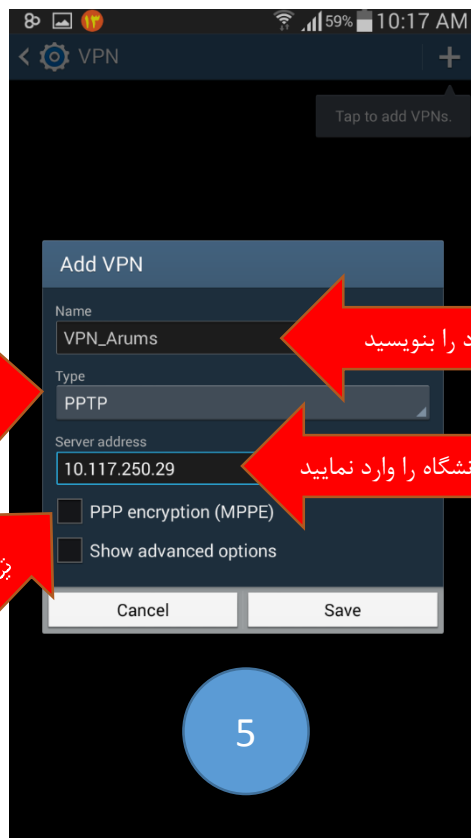 ۱۳ 59% 10:17 AM
VPN
Tap to add VPNs.
Add VPN
Name
VPN_Arums
را بنویسید
Type
PPTP
Server address
10.117.250.29
را وارد نمایید
PPP encryption (MPPE)
Show advanced options
Cancel Save
5